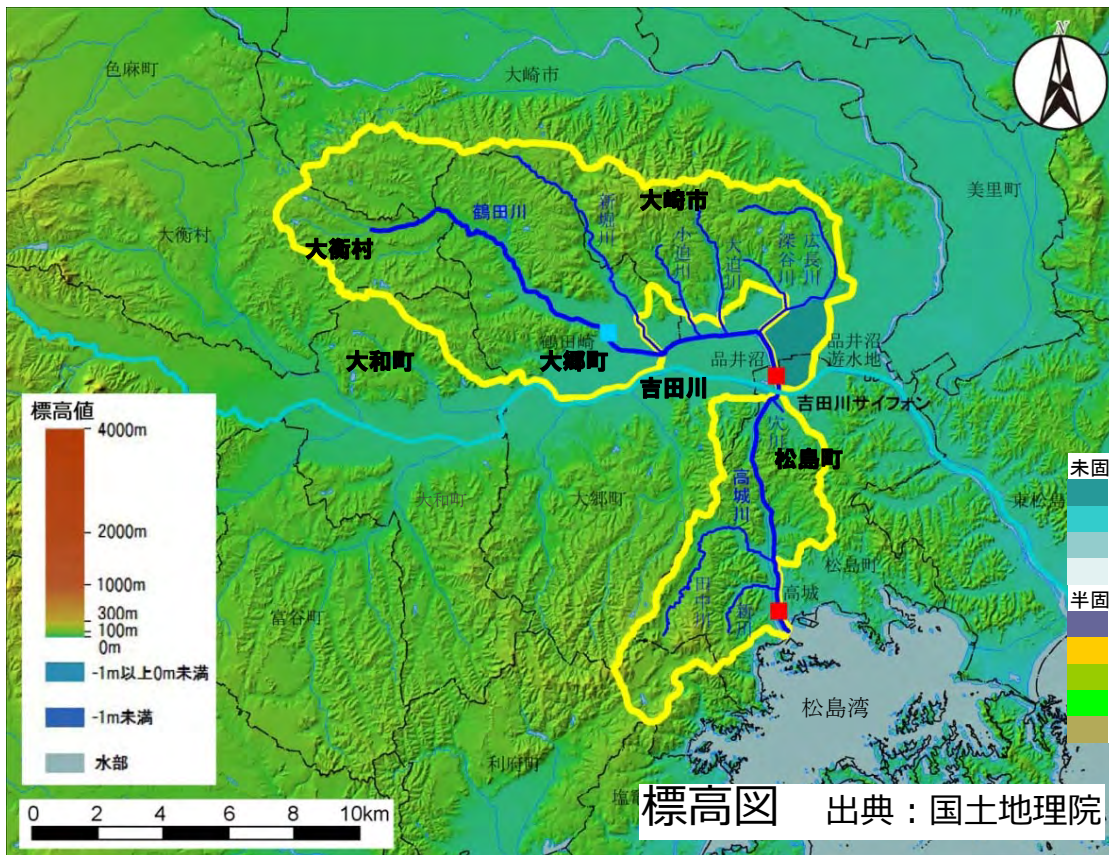 N
色麻町
大崎市
美里町
大崎市
新堀川
小迫川
大迫川
深谷川
広長川
鶴田川
大衡村
大衡村
鶴田崎
品井沼
品井沼
遊水地
大和町
大郷町
吉田川
吉田川サイフォン
穴川
松島町
大和町
大郷町
高城川
東松島
松島町
富谷町
田中川
高城
松島湾
利府町
標高値
4000m
2000m
1000m
300m
100m
0m
-1m以上0m未満
-1m未満
水部
0 2 4 6 8 10km
未固
半固
標高図 出典：国土地理院